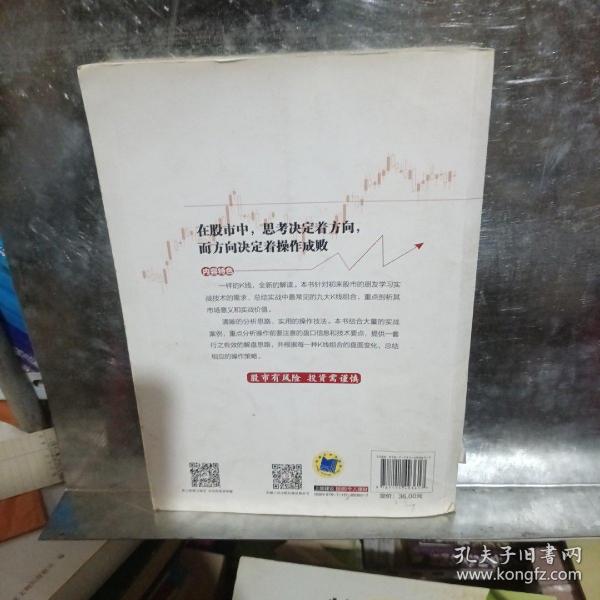 在股市中，思考决定着方向，
而方向决定着操作成败
内容特色
一样的K线，全新的解读。本书针对初来股市的朋友学习实
战技术的需求，总结实战中最常见的九大K线组合，重点剖析其
市场意义和实战价值。
清晰的分析思路，实用的操作技法。本书结合大量的实战
案例，重点分析操作前要注意的盘口信息和技术要点，提供一套
行之有效的解盘思路，并根据每一种K线组合的盘面变化，总结
相应的操作策略。
股市有风险 投资需谨慎
上架建议
定价：36.00元
孔夫子旧书网
www.kongfz.com